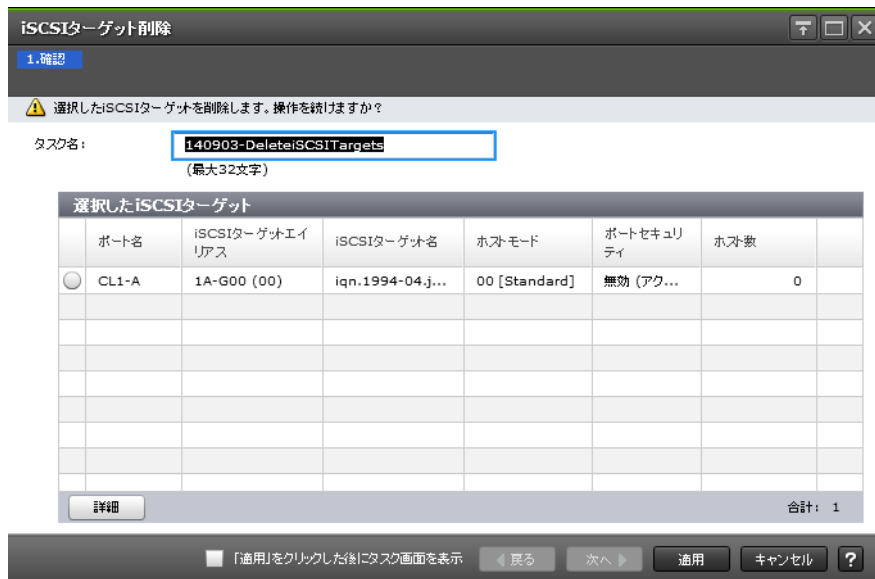 iSCSIターゲット削除
1.確認
選択したiSCSIターゲットを削除します。操作を続けますか？
タスク名：
140903-DeleteiSCSITargets
(最大32文字)
選択したiSCSIターゲット
ポート名
iSCSIターゲットエイ
リアス
iSCSIターゲット名
ホストモード
ポートセキュリ
ティ
ホスト数
CL1-A
1A-G00 (00)
iqn.1994-04.j...
00 [Standard]
無効 (アク...
0
詳細
合計: 1
「適用」をクリックした後にタスク画面を表示
戻る
次へ
適用
キャンセル
?